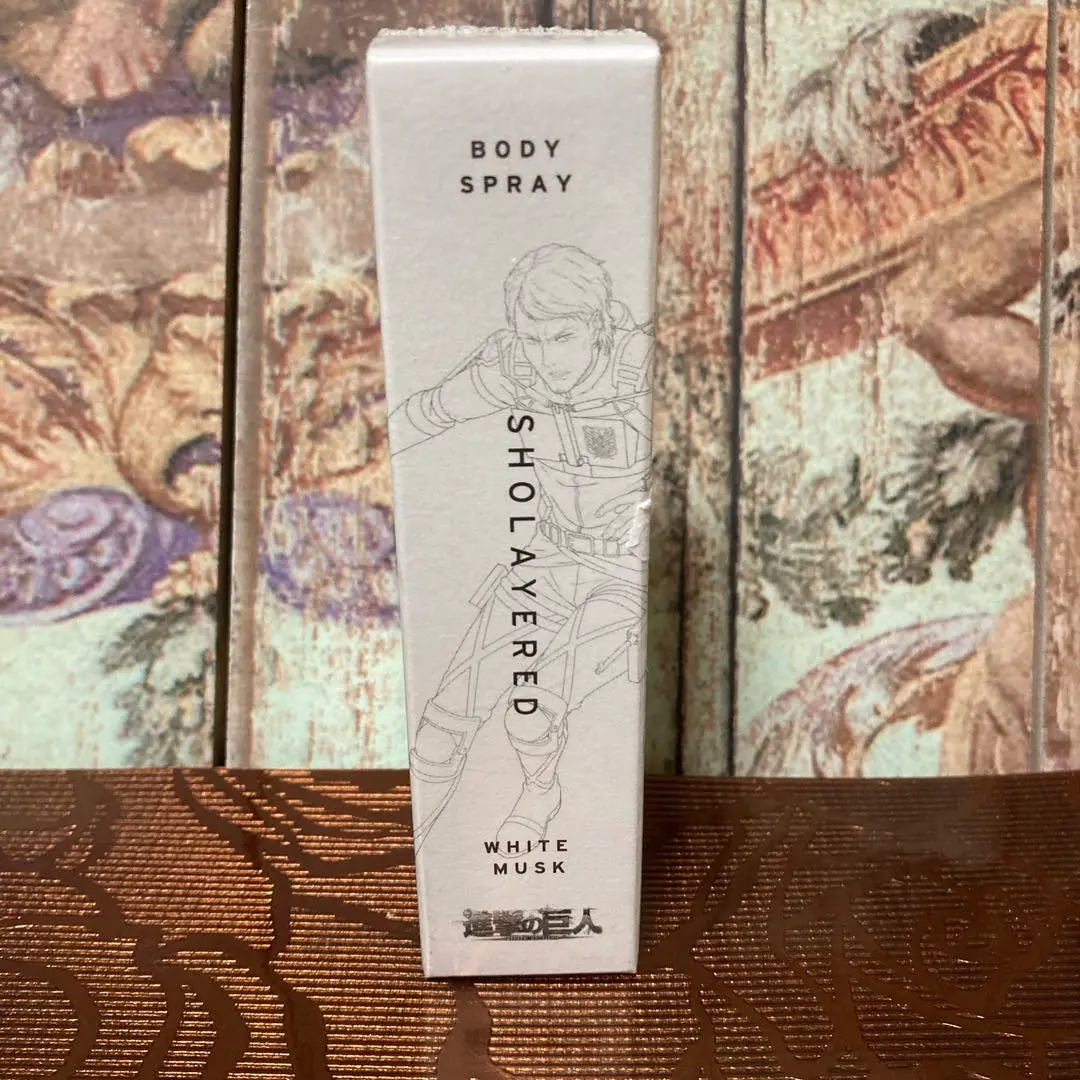 BODY
SPRAY
SHOLAYERED
WHITE
MUSK
進撃の巨人